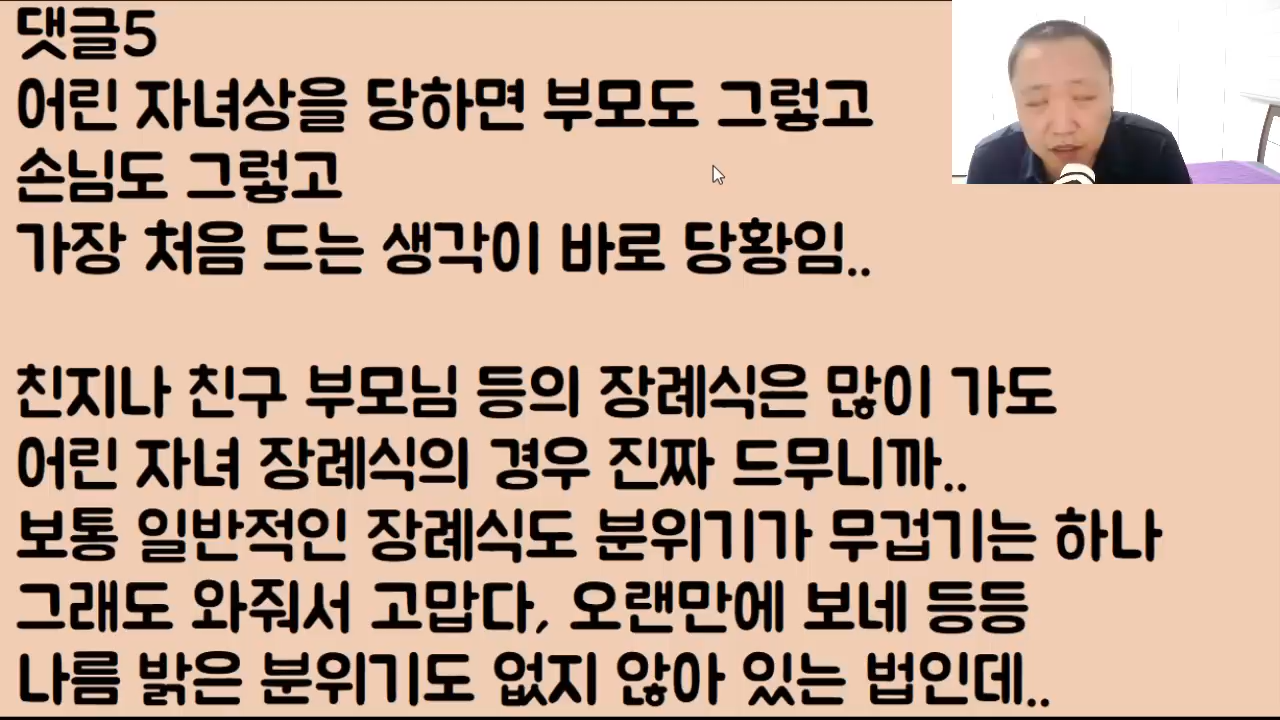 댓글5
어린 자녀상을 당하면 부모도 그렇고
손님도 그렇고
가장 처음 드는 생각이 바로 당황임..
친지나 친구 부모님 등의 장례식은 많이 가도
어린 자녀 장례식의 경우 진짜 드무니까..
보통 일반적인 장례식도 분위기가 무겁기는 하나
그래도 와줘서 고맙다, 오랜만에 보네 등등
나름 밝은 분위기도 없지 않아 있는 법인데..